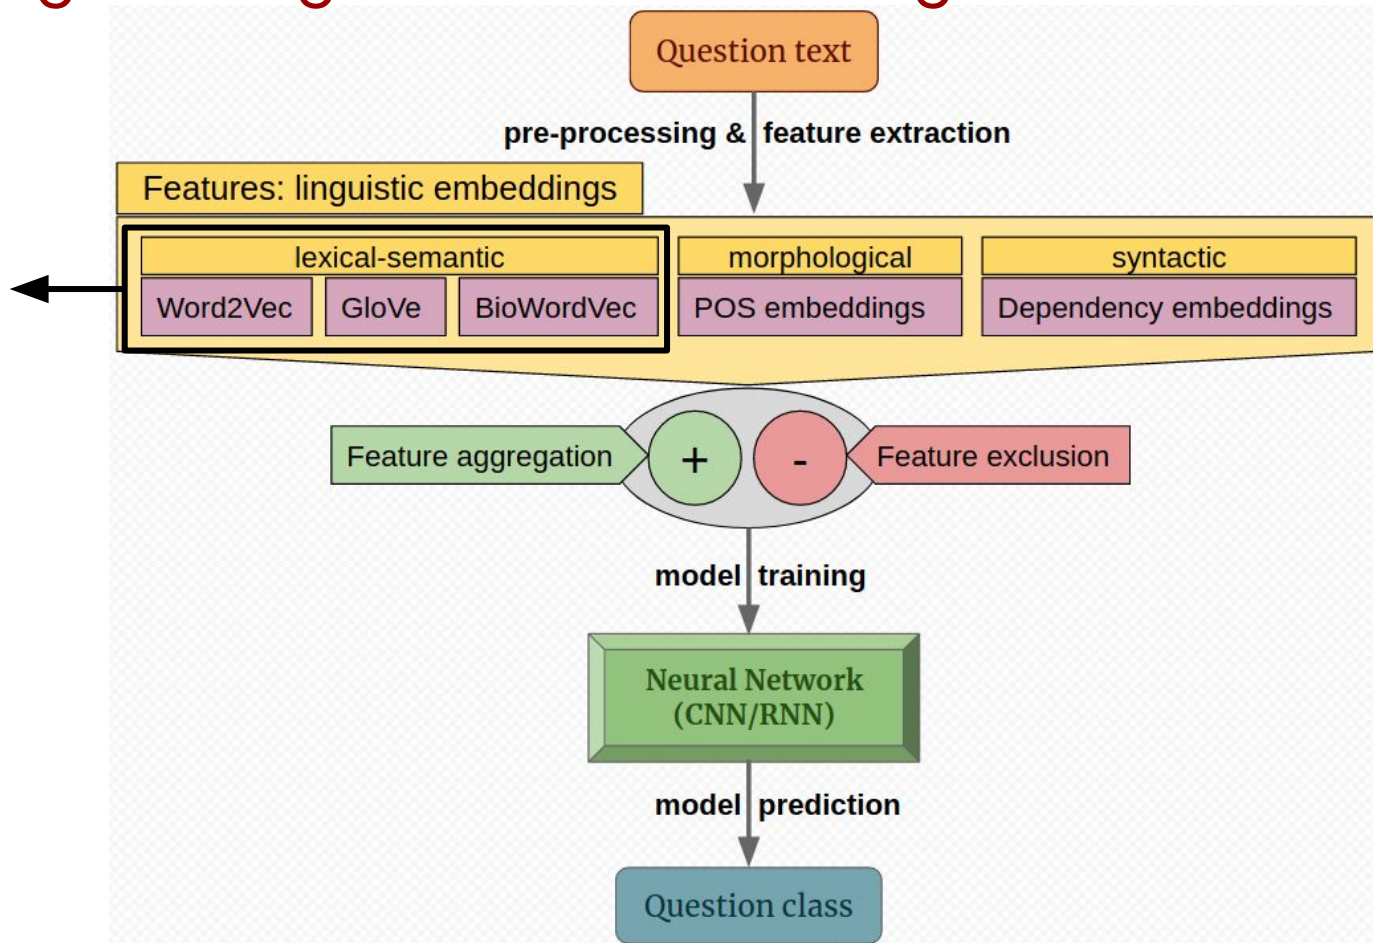 Question text
pre-processing & feature extraction
Features: linguistic embeddings
lexical-semantic morphological syntactic
Word2Vec GloVe BioWordVec POS embeddings Dependency embeddings
Feature aggregation + - Feature exclusion
model training
Neural Network
(CNN/RNN)
model prediction
Question class